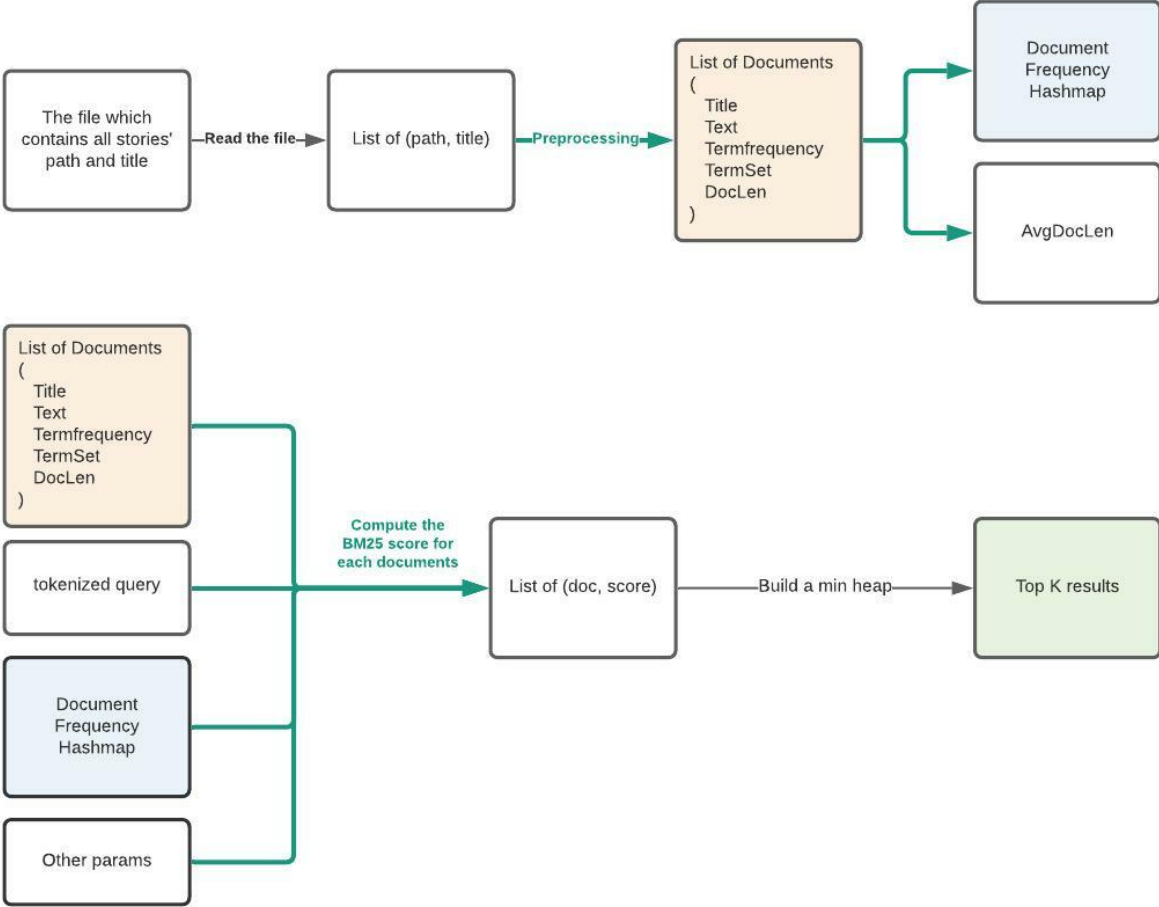 The file which
contains all stories'
path and title
Read the file
List of (path, title)
Preprocessing
List of Documents
(
Title
Text
Termfrequency
TermSet
DocLen
)
Document
Frequency
Hashmap
AvgDocLen
List of Documents
(
Title
Text
Termfrequency
TermSet
DocLen
)
tokenized query
Document
Frequency
Hashmap
Other params
Compute the
BM25 score for
each documents
List of (doc, score)
Build a min heap
Top K results